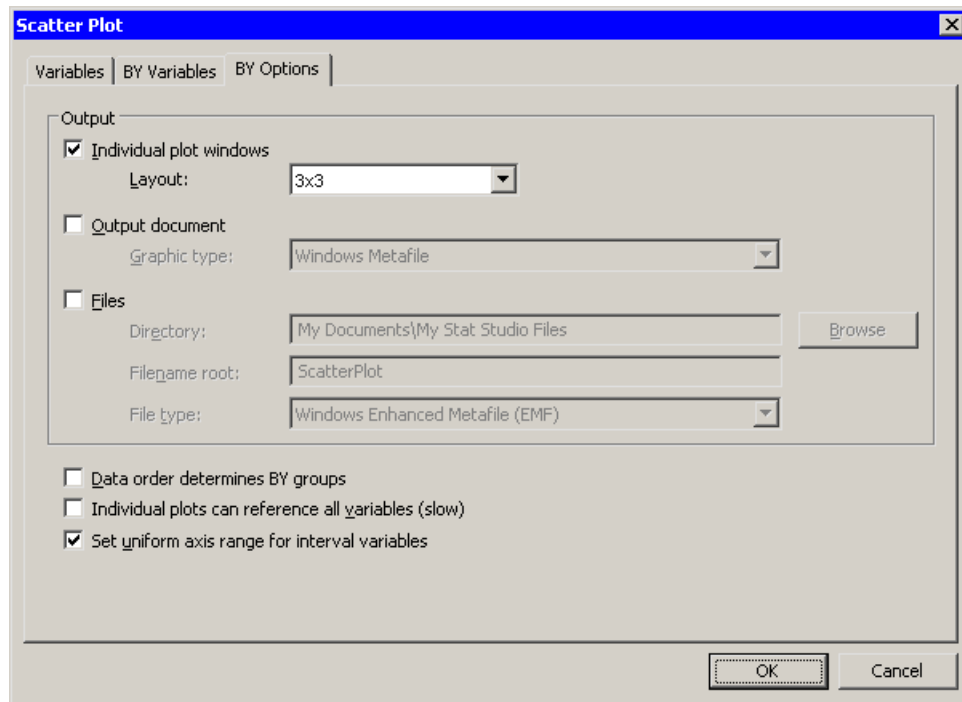 Scatter Plot
Variables BY Variables BY Options
Output
Individual plot windows
Layout: 3x3
Output document
Graphic type: Windows Metafile
Files
Directory: My Documents\My Stat Studio Files Browse
Filename root: ScatterPlot
File type: Windows Enhanced Metafile (EMF)
Data order determines BY groups
Individual plots can reference all variables (slow)
Set uniform axis range for interval variables
OK Cancel